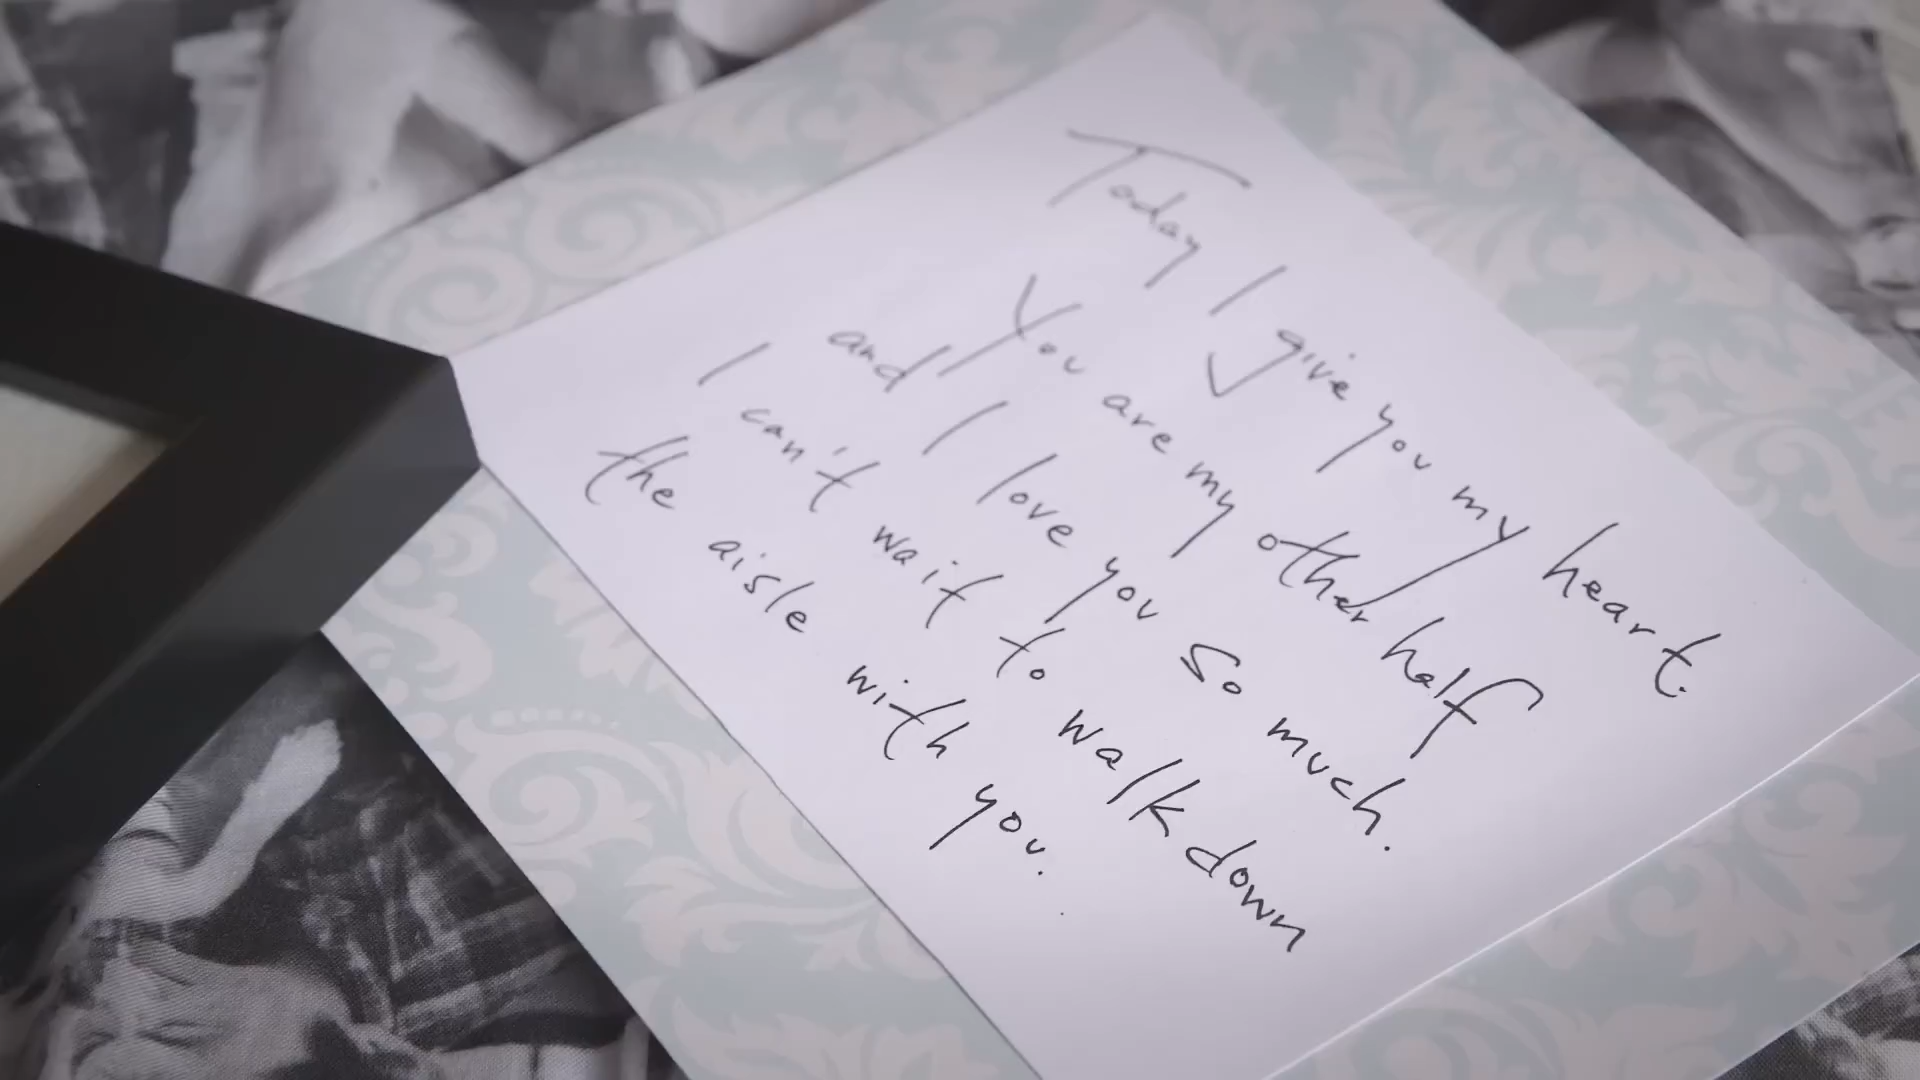 Today I give you my heart.
You are my other half
and I love you so much.
I can't wait to walk down
the aisle with you.